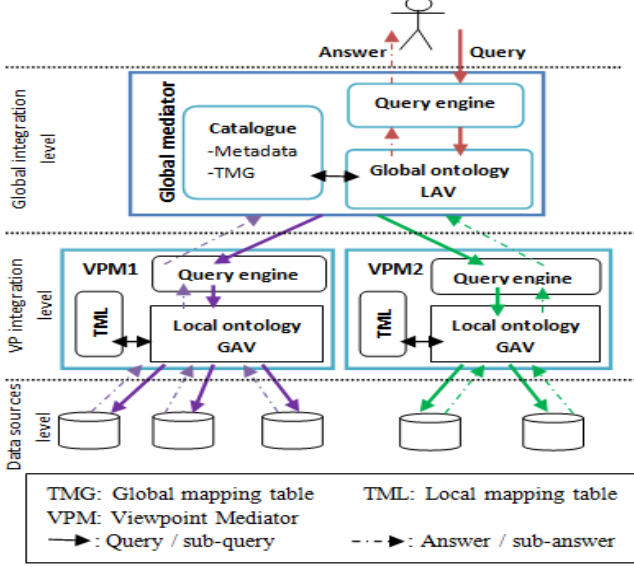 Answer
Query
Global integration
level
Global mediator
Catalogue
-Metadata
-TMG
Query engine
Global ontology
LAV
VP integration
level
VPM1
Query engine
TML
Local ontology
GAV
VPM2
Query engine
TML
Local ontology
GAV
Data sources
level
TMG: Global mapping table
TML: Local mapping table
VPM: Viewpoint Mediator
: Query / sub-query
: Answer / sub-answer